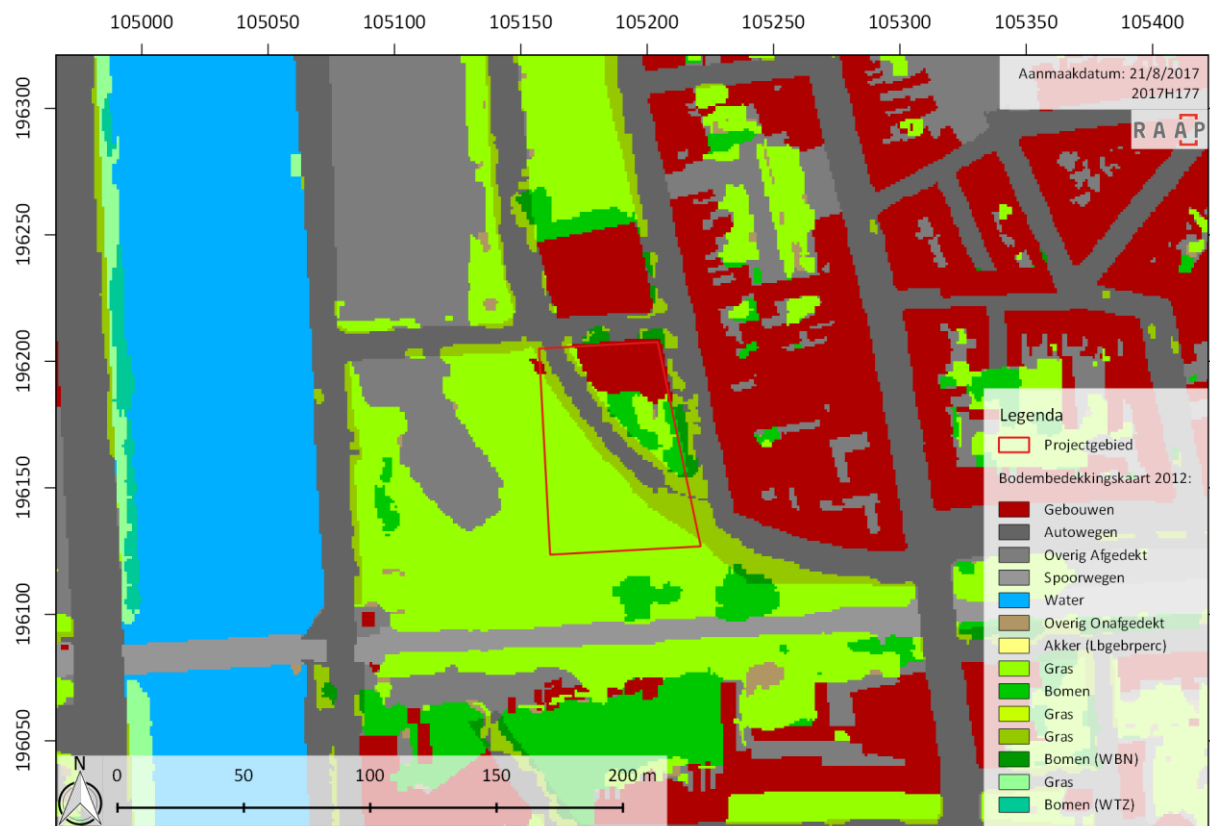 105000 105050 105100 105150 105200 105250 105300 105350 105400
196300
196250
196200
196150
196100
196050
Aanmaakdatum: 21/8/2017
2017H177
RAAP
Legenda
Projectgebied
Bodembedekkingskaart 2012:
Gebouwen
Autowegen
Overig Afgedekt
Spoorwegen
Water
Overig Onafgedekt
Akker (Lbgebrperc)
Gras
Bomen
Gras
Gras
Bomen (WBN)
Gras
Bomen (WTZ)
N
0 50 100 150 200 m